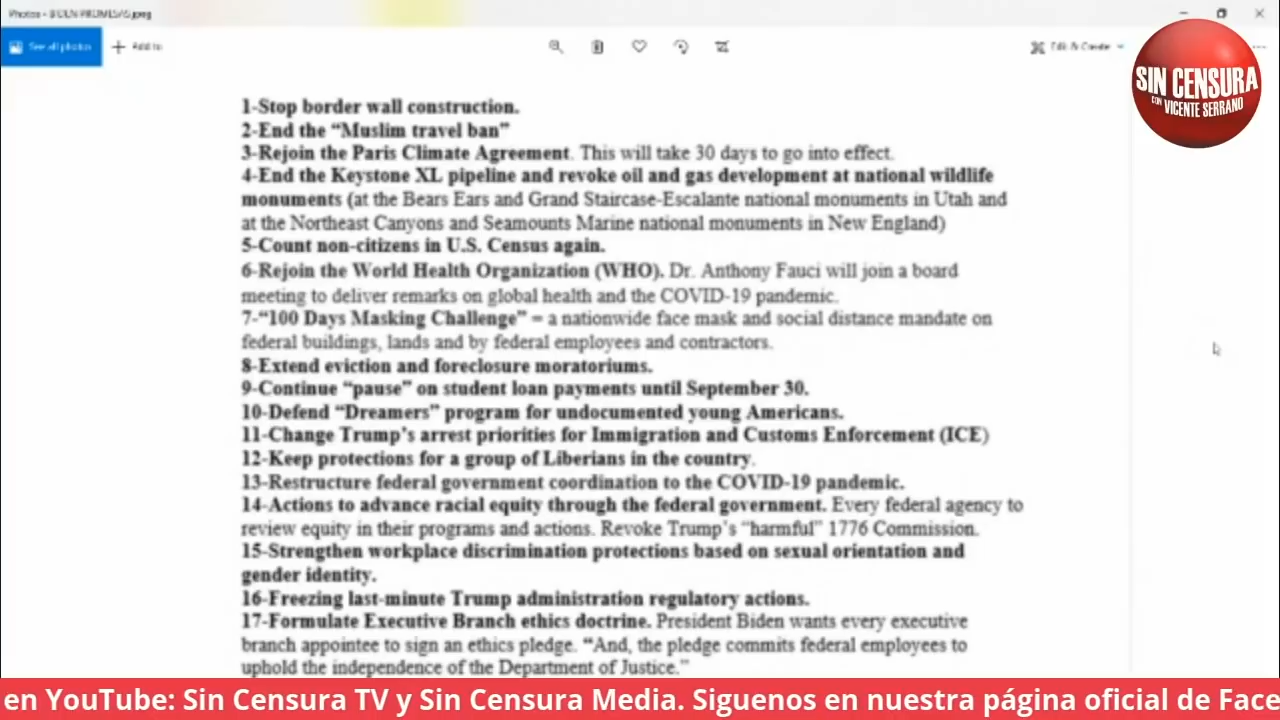 Photos - BIDEN PROMESAS.png
See all photos
Add to
Edit & Create
SIN CENSURA
CON VICENTE SERRANO
1-Stop border wall construction.
2-End the “Muslim travel ban”
3-Rejoin the Paris Climate Agreement. This will take 30 days to go into effect.
4-End the Keystone XL pipeline and revoke oil and gas development at national wildlife
monuments (at the Bears Ears and Grand Staircase-Escalante national monuments in Utah and
at the Northeast Canyons and Seamounts Marine national monuments in New England)
5-Count non-citizens in U.S. Census again.
6-Rejoin the World Health Organization (WHO). Dr. Anthony Fauci will join a board
meeting to deliver remarks on global health and the COVID-19 pandemic.
7-“100 Days Masking Challenge” = a nationwide face mask and social distance mandate on
federal buildings, lands and by federal employees and contractors.
8-Extend eviction and foreclosure moratoriums.
9-Continue “pause” on student loan payments until September 30.
10-Defend “Dreamers” program for undocumented young Americans.
11-Change Trump’s arrest priorities for Immigration and Customs Enforcement (ICE)
12-Keep protections for a group of Liberians in the country.
13-Restructure federal government coordination to the COVID-19 pandemic.
14-Actions to advance racial equity through the federal government. Every federal agency to
review equity in their programs and actions. Revoke Trump’s “harmful” 1776 Commission.
15-Strengthen workplace discrimination protections based on sexual orientation and
gender identity.
16-Freezing last-minute Trump administration regulatory actions.
17-Formulate Executive Branch ethics doctrine. President Biden wants every executive
branch appointee to sign an ethics pledge. “And, the pledge commits federal employees to
uphold the independence of the Department of Justice.”
en YouTube: Sin Censura TV y Sin Censura Media. Siguenos en nuestra página oficial de Face